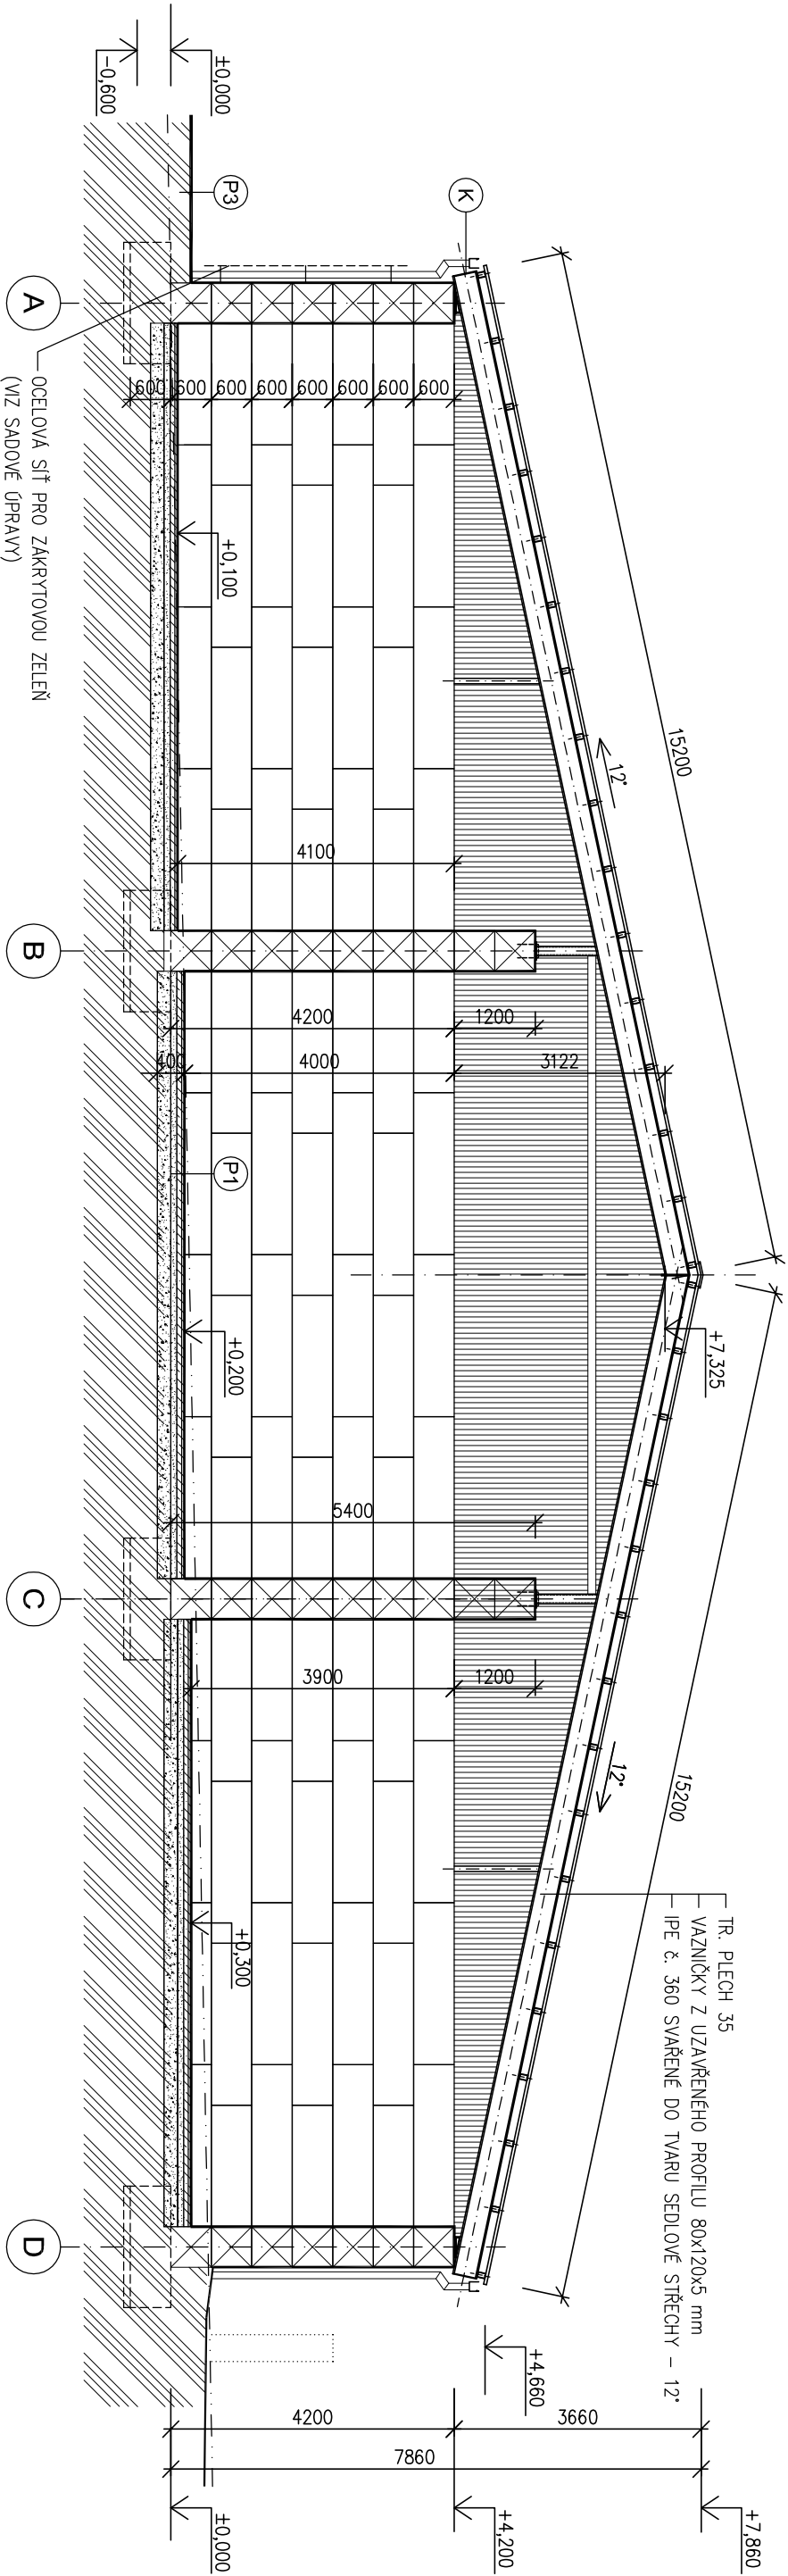 15200
15200
12°
12°
TR. PLECH 35
VAZNIČKY Z UZAVŘENÉHO PROFILU 80x120x5 mm
IPE č. 360 SVAŘENÉ DO TVARU SEDLOVÉ STŘECHY – 12°
+7,860
+7,325
+4,660
+4,200
3660
4200
7860
±0,000
K
P3
±0,000
-0,600
600
600
600
600
600
600
600
600
+0,100
4100
4200
1200
400
4000
3122
P1
+0,200
5400
3900
1200
+0,300
A
B
C
D
OCELOVÁ SÍŤ PRO ZÁKRYTOVOU ZELEŇ
(VIZ SADOVÉ ÚPRAVY)